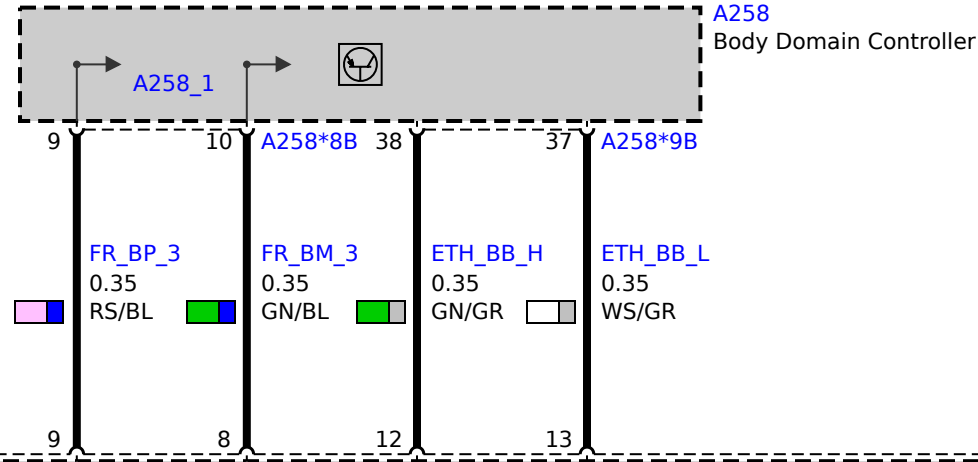 A258
Body Domain Controller
A258_1
9
10
A258*8B
38
37
A258*9B
FR_BP_3
0.35
RS/BL
FR_BM_3
0.35
GN/BL
ETH_BB_H
0.35
GN/GR
ETH_BB_L
0.35
WS/GR
9
8
12
13